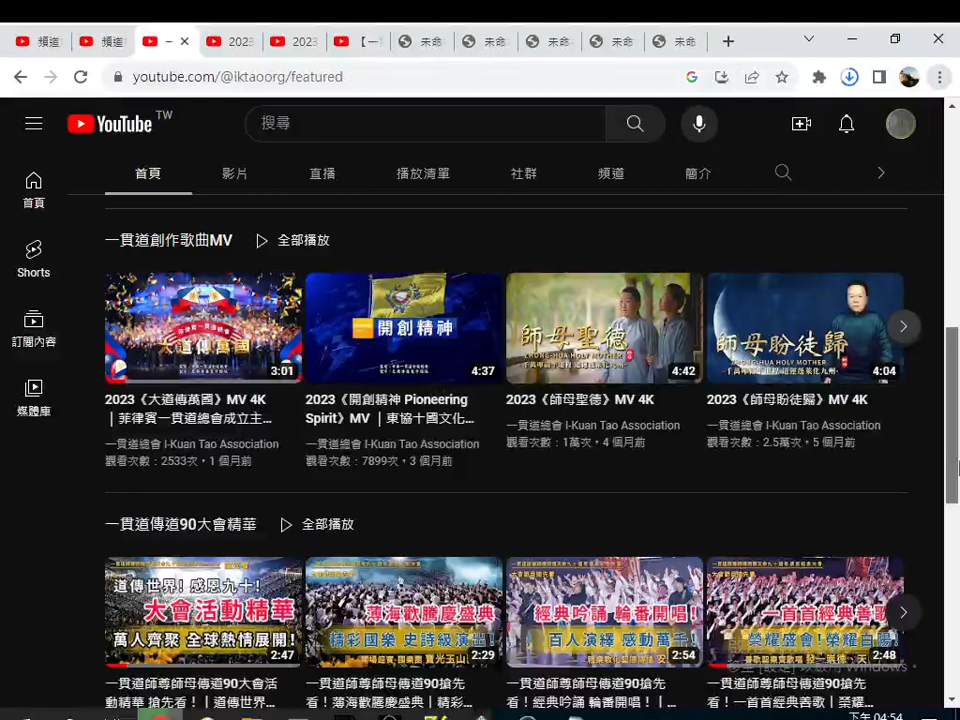 頻道
頻道
–
2023
2023
【一
未命
未命
未命
未命
未命
youtube.com/@iktaoorg/featured
YouTube TW
搜尋
首頁
影片
直播
播放清單
社群
頻道
簡介
首頁
Shorts
訂閱內容
媒體庫
一貫道創作歌曲MV
全部播放
大道傳萬國
3:01
開創精神
4:37
師母聖德
ZHONGHUA HOLY MOTHER
4:42
師母盼徒歸
ZHONGHUA HOLY MOTHER
4:04
2023《大道傳萬國》MV 4K
｜菲律賓一貫道總會成立主...
一貫道總會 I-Kuan Tao Association
觀看次數：2533次・1 個月前
2023《開創精神 Pioneering
Spirit》MV ｜東協十國文化...
一貫道總會 I-Kuan Tao Association
觀看次數：7899次・3 個月前
2023《師母聖德》MV 4K
一貫道總會 I-Kuan Tao Association
觀看次數：1萬次・4 個月前
2023《師母盼徒歸》MV 4K
一貫道總會 I-Kuan Tao Association
觀看次數：2.5萬次・5 個月前
一貫道傳道90大會精華
全部播放
道傳世界！感恩九十！
大會活動精華
萬人齊聚 全球熱情展開！
2:47
薄海歡騰慶盛典
精彩國樂 史詩級演出！
2:29
經典吟誦 輪番開唱！
百人演繹 感動萬千！
2:54
一首首經典善歌
榮耀盛會！榮耀白陽！
2:48
一貫道師尊師母傳道90大會活
動精華 搶先看！｜道傳世界...
一貫道師尊師母傳道90搶先
看！薄海歡騰慶盛典｜精彩...
一貫道師尊師母傳道90搶先
看！經典吟誦 輪番開唱！｜...
一貫道師尊師母傳道90搶先
看！一首首經典善歌｜榮耀...
下午 04:54